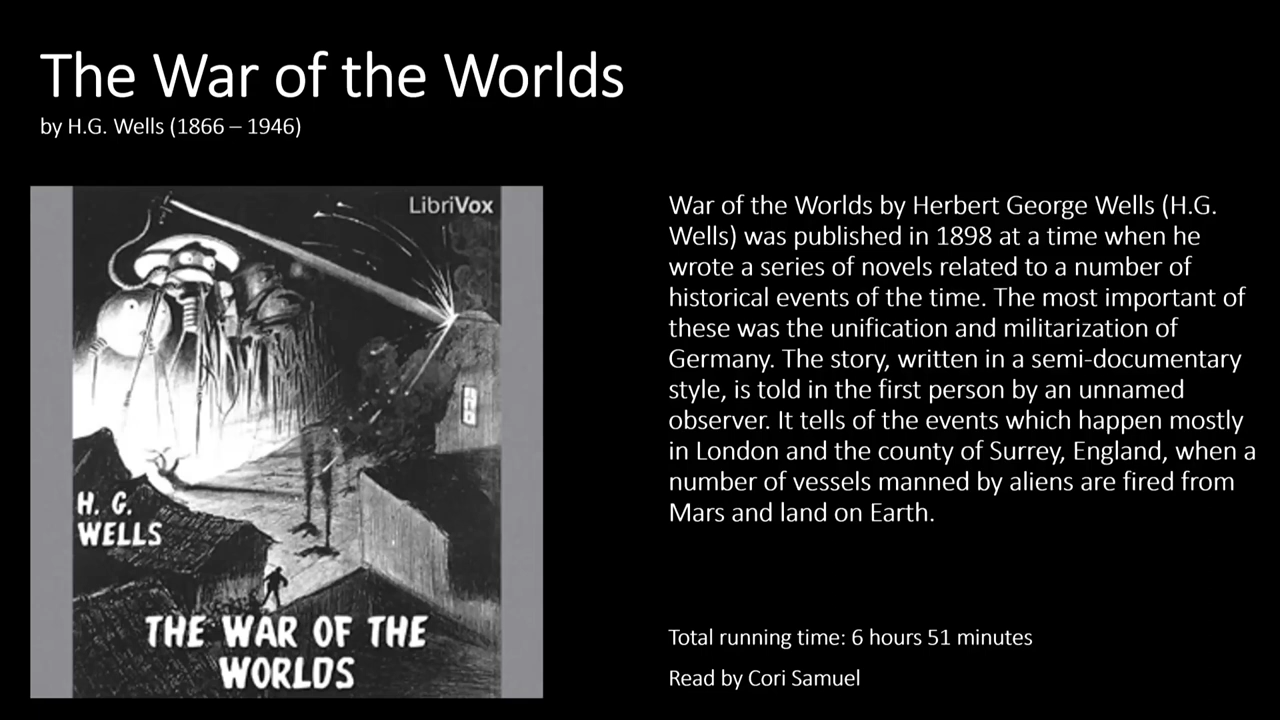 The War of the Worlds
by H.G. Wells (1866 – 1946)
LibriVox
H. G.
WELLS
THE WAR OF THE
WORLDS
War of the Worlds by Herbert George Wells (H.G.
Wells) was published in 1898 at a time when he
wrote a series of novels related to a number of
historical events of the time. The most important of
these was the unification and militarization of
Germany. The story, written in a semi-documentary
style, is told in the first person by an unnamed
observer. It tells of the events which happen mostly
in London and the county of Surrey, England, when a
number of vessels manned by aliens are fired from
Mars and land on Earth.
Total running time: 6 hours 51 minutes
Read by Cori Samuel